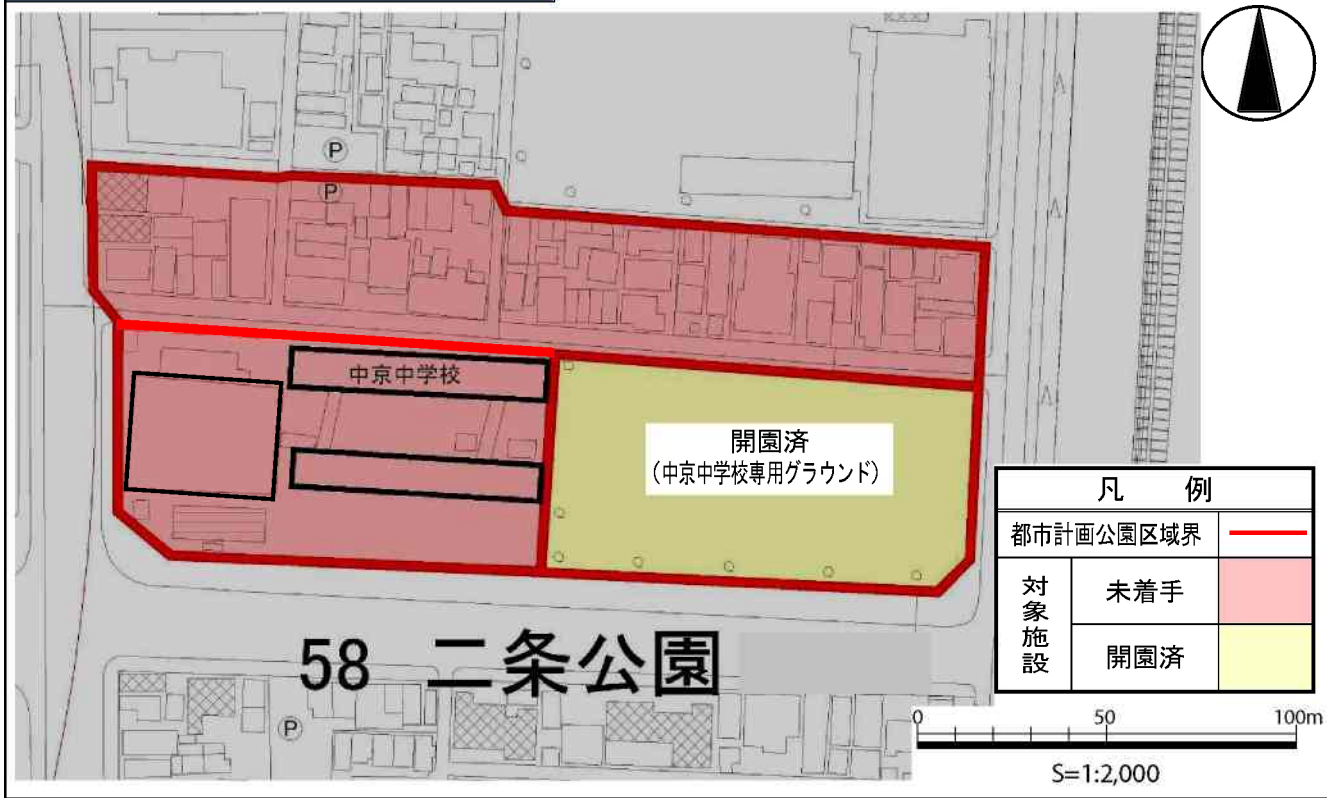 P
P
中京中学校
開園済
（中京中学校専用グラウンド）
凡 例
都市計画公園区域界
対象施設
未着手
開園済
58 二条公園
P
0 50 100m
S=1:2,000